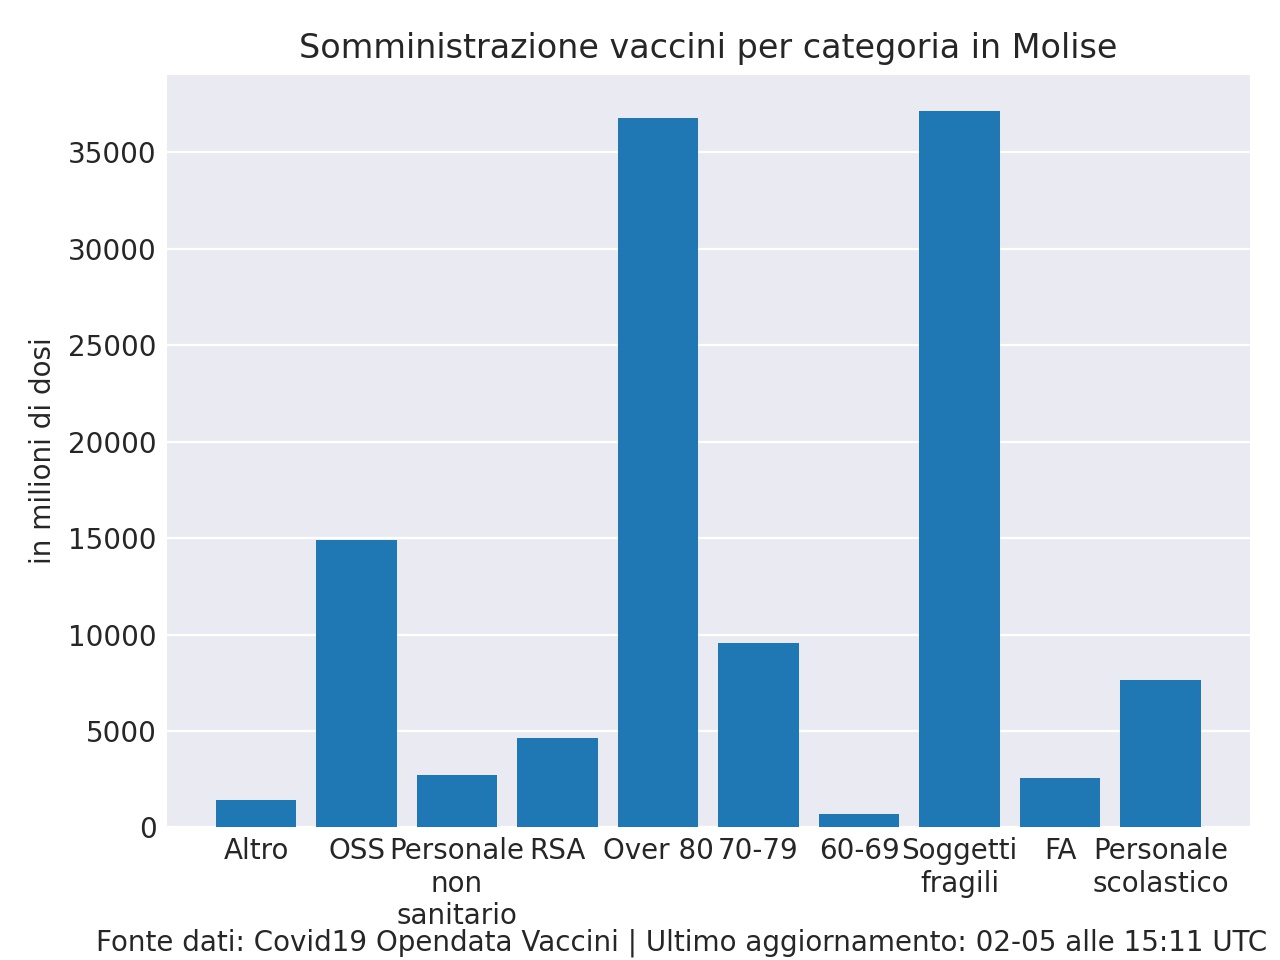 Somministrazione vaccini per categoria in Molise
in milioni di dosi
35000
30000
25000
20000
15000
10000
5000
0
Altro OSS Personale RSA Over 80 70-79 60-69 Soggetti FA Personale
non fragili scolastico
sanitario
Fonte dati: Covid19 Opendata Vaccini | Ultimo aggiornamento: 02-05 alle 15:11 UTC